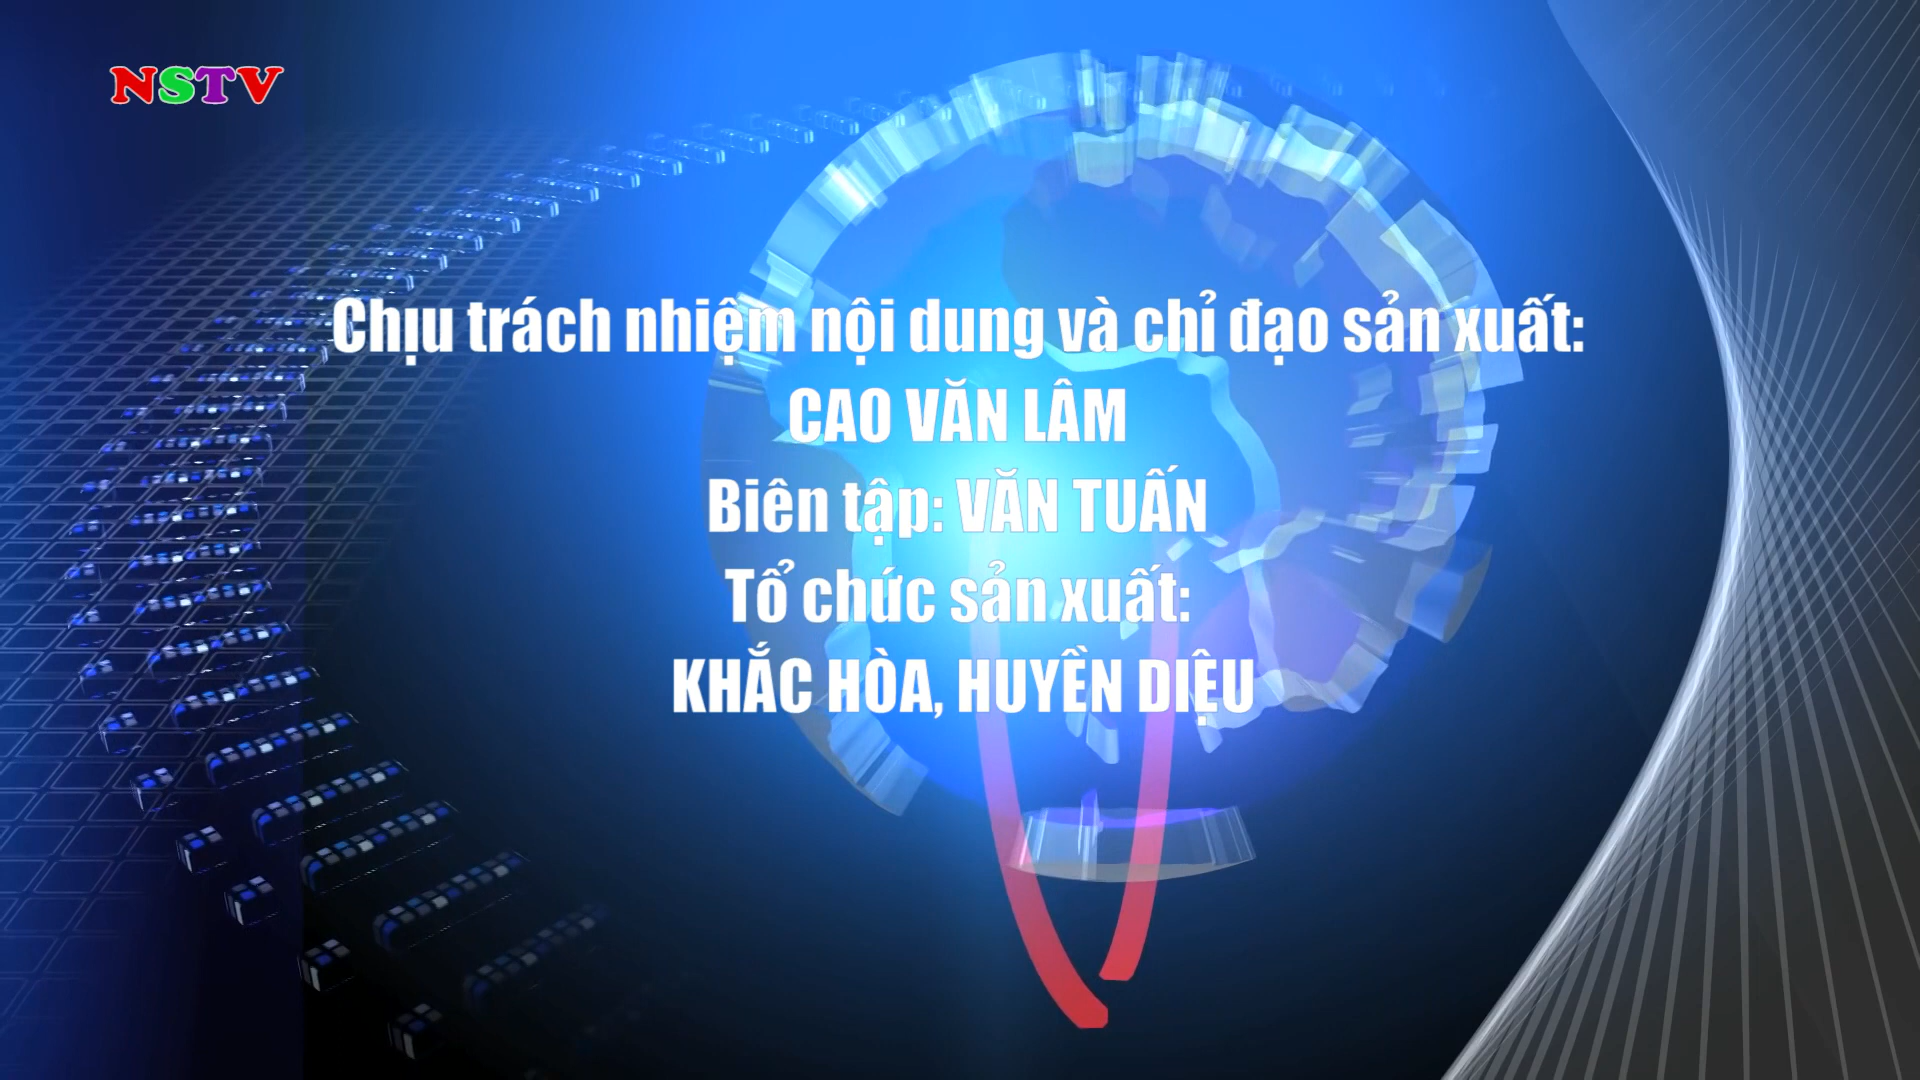 NSTV
Chịu trách nhiệm nội dung và chỉ đạo sản xuất:
CAO VĂN LÂM
Biên tập: VĂN TUẤN
Tổ chức sản xuất:
KHẮC HÒA, HUYỀN DIỆU